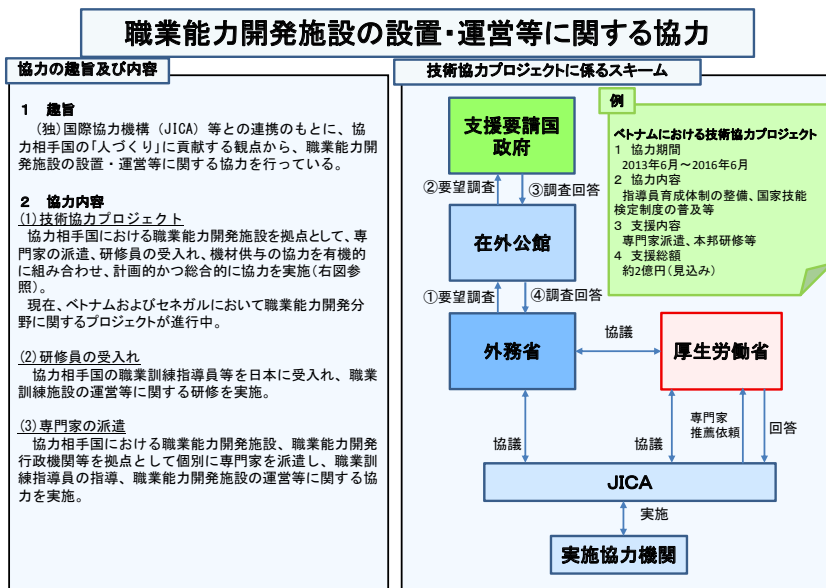 職業能力開発施設の設置・運営等に関する協力
協力の趣旨及び内容
1 趣旨
(独)国際協力機構(JICA)等との連携のもとに、協
力相手国の「人づくり」に貢献する観点から、職業能力開
発施設の設置・運営等に関する協力を行っている。
2 協力内容
(1)技術協力プロジェクト
協力相手国における職業能力開発施設を拠点として、専
門家の派遣、研修員の受入れ、機材供与の協力を有機的
に組み合わせ、計画的かつ総合的に協力を実施(右図参
照)。
現在、ベトナムおよびセネガルにおいて職業能力開発分
野に関するプロジェクトが進行中。
(2)研修員の受入れ
協力相手国の職業訓練指導員等を日本に受入れ、職業
訓練施設の運営等に関する研修を実施。
(3)専門家の派遣
協力相手国における職業能力開発施設、職業能力開発
行政機関等を拠点として個別に専門家を派遣し、職業訓
練指導員の指導、職業能力開発施設の運営等に関する協
力を実施。
技術協力プロジェクトに係るスキーム
支援要請国
政府
②要望調査
③調査回答
在外公館
①要望調査
④調査回答
外務省
協議
厚生労働省
協議
協議
専門家
推薦依頼
回答
JICA
実施
実施協力機関
例
ベトナムにおける技術協力プロジェクト
1 協力期間
2013年6月~2016年6月
2 協力内容
指導員育成体制の整備、国家技能
検定制度の普及等
3 支援内容
専門家派遣、本邦研修等
4 支援総額
約2億円(見込み)